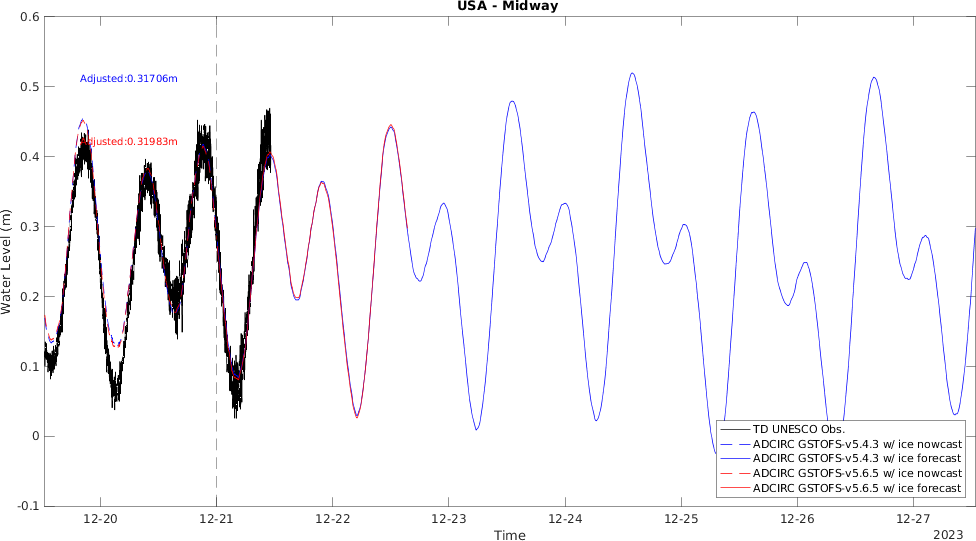 USA - Midway
0.6
0.5
0.4
0.3
0.2
0.1
0
-0.1
Water Level (m)
Adjusted:0.31706m
Adjusted:0.31983m
12-20
12-21
12-22
12-23
12-24
12-25
12-26
12-27
Time
2023
TD UNESCO Obs.
ADCIRC GSTOFS-v5.4.3 w/ ice nowcast
ADCIRC GSTOFS-v5.4.3 w/ ice forecast
ADCIRC GSTOFS-v5.6.5 w/ ice nowcast
ADCIRC GSTOFS-v5.6.5 w/ ice forecast